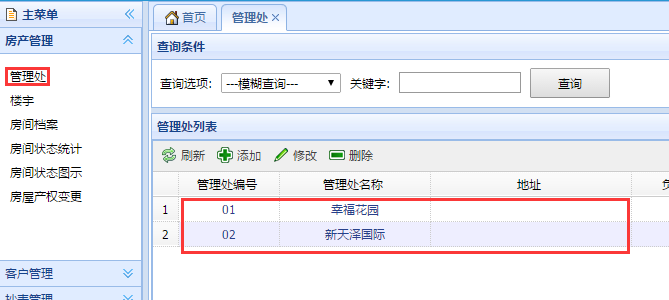 主菜单
首页 管理处
房产管理
查询条件
管理处
查询选项: ---模糊查询--- 关键字: 查询
楼宇
房间档案
管理处列表
房间状态统计
刷新 添加 修改 删除
房间状态图示
管理处编号 管理处名称 地址
房屋产权变更
1 01 幸福花园
2 02 新天泽国际
客户管理
抄表管理